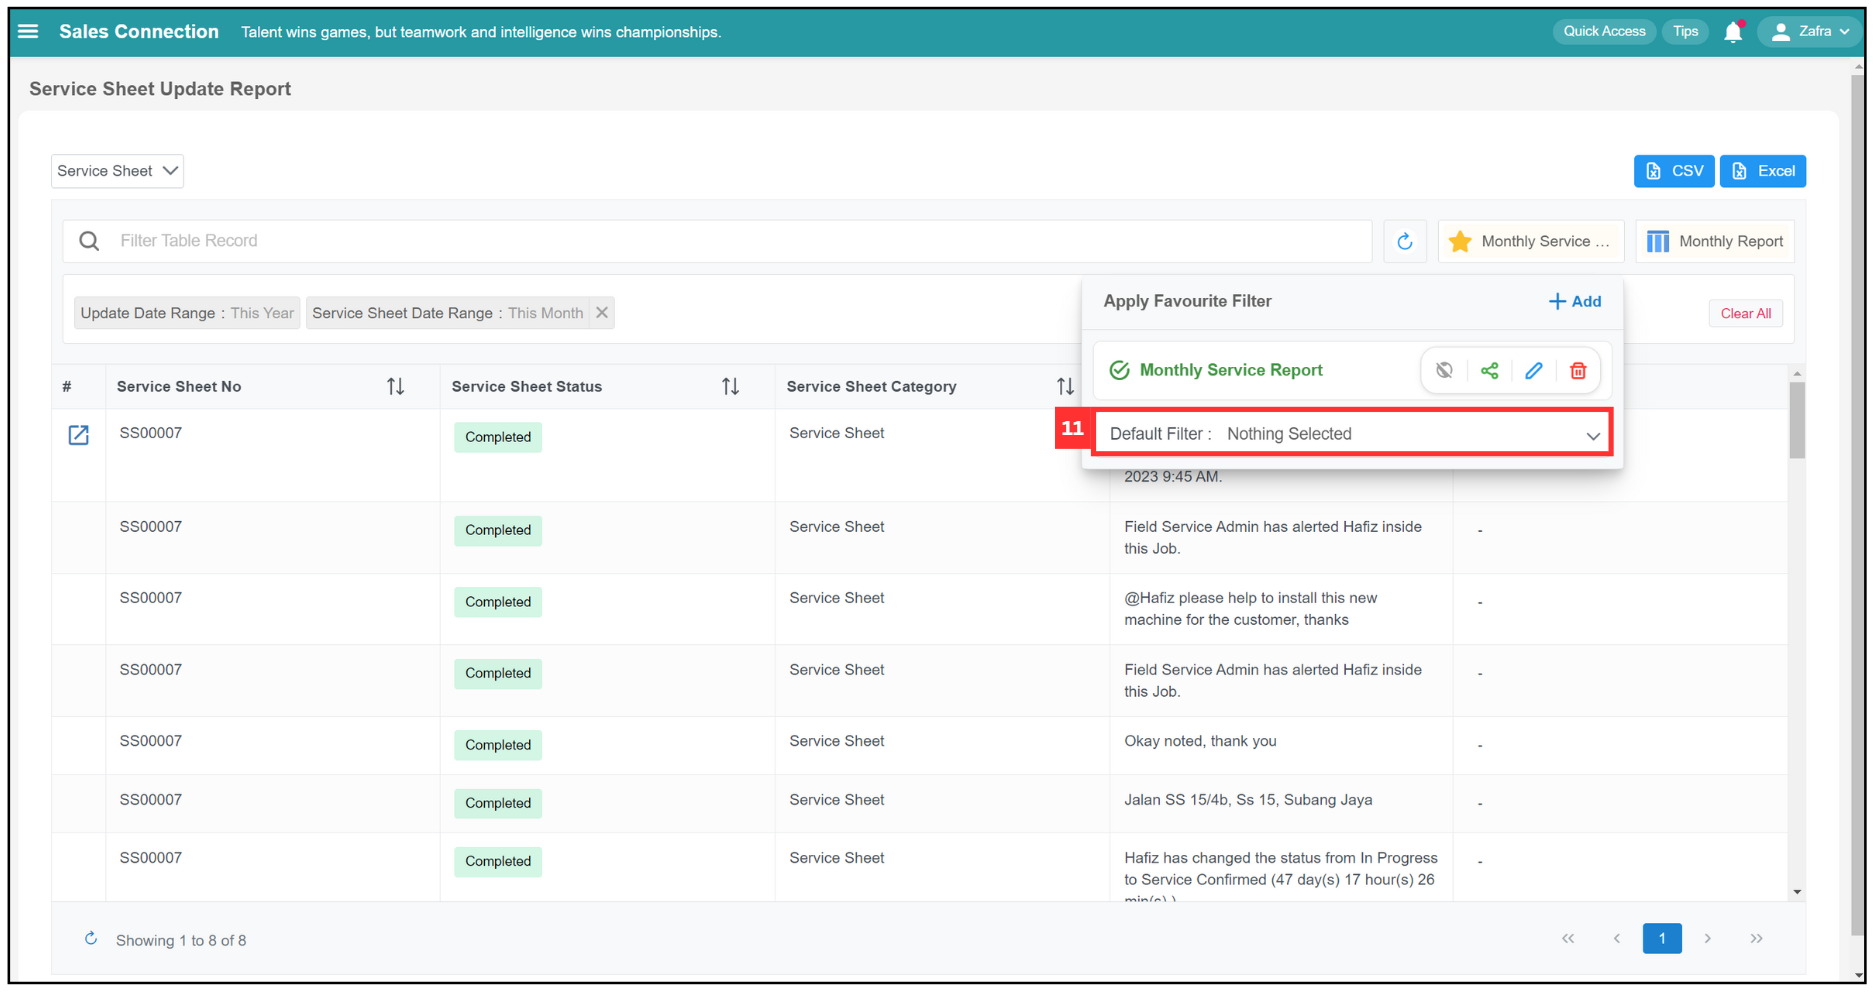 Sales Connection Talent wins games, but teamwork and intelligence wins championships. Quick Access Tips Zafra
Service Sheet Update Report
Service Sheet CSV Excel
Filter Table Record Monthly Service ... Monthly Report
Apply Favourite Filter Add
Update Date Range : This Year Service Sheet Date Range : This Month Clear All
Monthly Service Report
# Service Sheet No Service Sheet Status Service Sheet Category
11 Default Filter : Nothing Selected
SS00007 Completed Service Sheet
2023 9:45 AM.
SS00007 Completed Service Sheet Field Service Admin has alerted Hafiz inside -
this Job.
SS00007 Completed Service Sheet @Hafiz please help to install this new -
machine for the customer, thanks
SS00007 Completed Service Sheet Field Service Admin has alerted Hafiz inside -
this Job.
SS00007 Completed Service Sheet Okay noted, thank you -
SS00007 Completed Service Sheet Jalan SS 15/4b, Ss 15, Subang Jaya -
SS00007 Completed Service Sheet Hafiz has changed the status from In Progress -
to Service Confirmed (47 day(s) 17 hour(s) 26
min(s) )
Showing 1 to 8 of 8 1